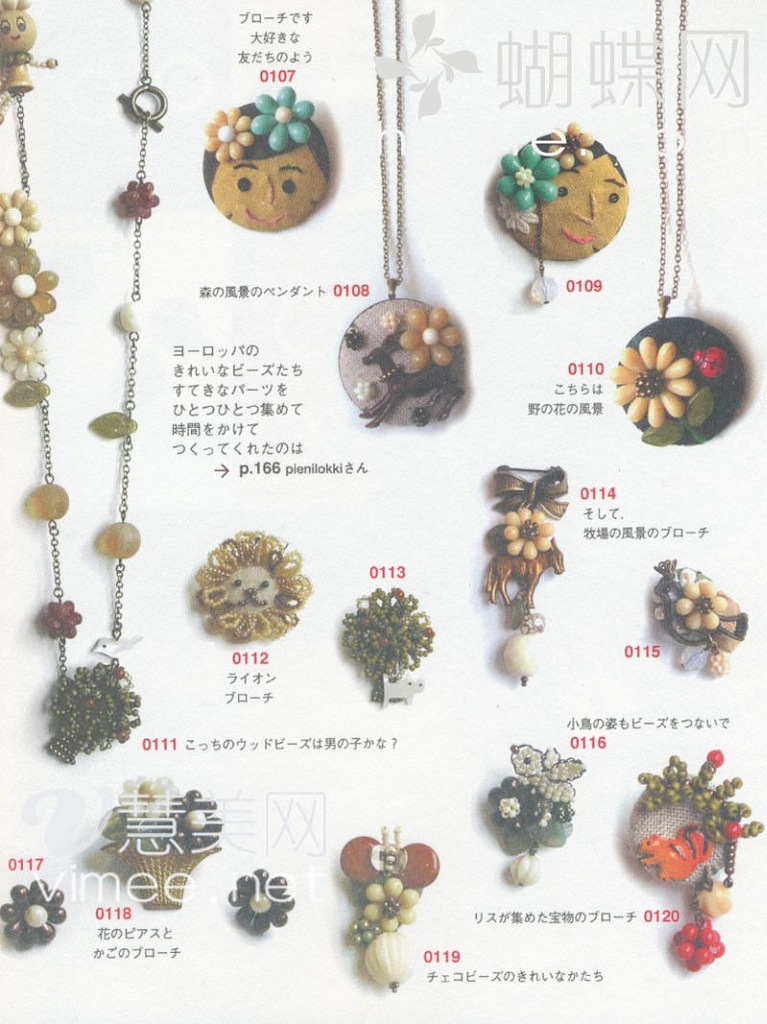 ブローチです
大好きな
友だちのよう
0107
蝴蝶网
森の風景のペンダント 0108
0109
ヨーロッパの
きれいなビーズたち
すてきなパーツを
ひとつひとつ集めて
時間をかけて
つくってくれたのは
→ p.166 pienilokkiさん
0110
こちらは
野の花の風景
0114
そして、
牧場の風景のブローチ
0113
0112
ライオン
ブローチ
0115
0111 こっちのウッドビーズは男の子かな？
小鳥の姿もビーズをつないで
0116
慧美网
vimee.net
0117
0118
花のピアスと
かごのブローチ
リスが集めた宝物のブローチ 0120
0119
チェコビーズのきれいなかたち